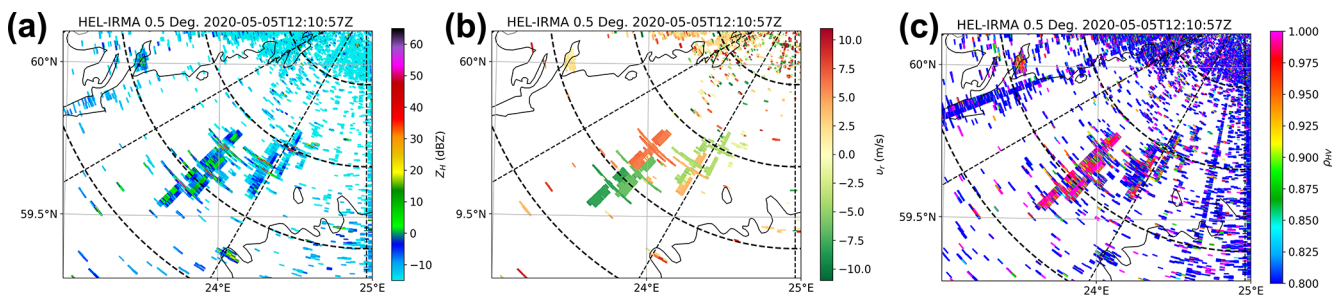 (a)
HEL-IRMA 0.5 Deg. 2020-05-05T12:10:57Z
60°N
59.5°N
24°E
25°E
60
50
40
30
20
10
0
−10
Z_H (dBZ)
(b)
HEL-IRMA 0.5 Deg. 2020-05-05T12:10:57Z
60°N
9.5°N
24°E
25°E
10.0
7.5
5.0
2.5
0.0
−2.5
−5.0
−7.5
−10.0
υ_r (m/s)
(c)
HEL-IRMA 0.5 Deg. 2020-05-05T12:10:57Z
60°N
59.5°N
24°E
25°E
1.000
0.975
0.950
0.925
0.900
0.875
0.850
0.825
0.800
ρ_HV